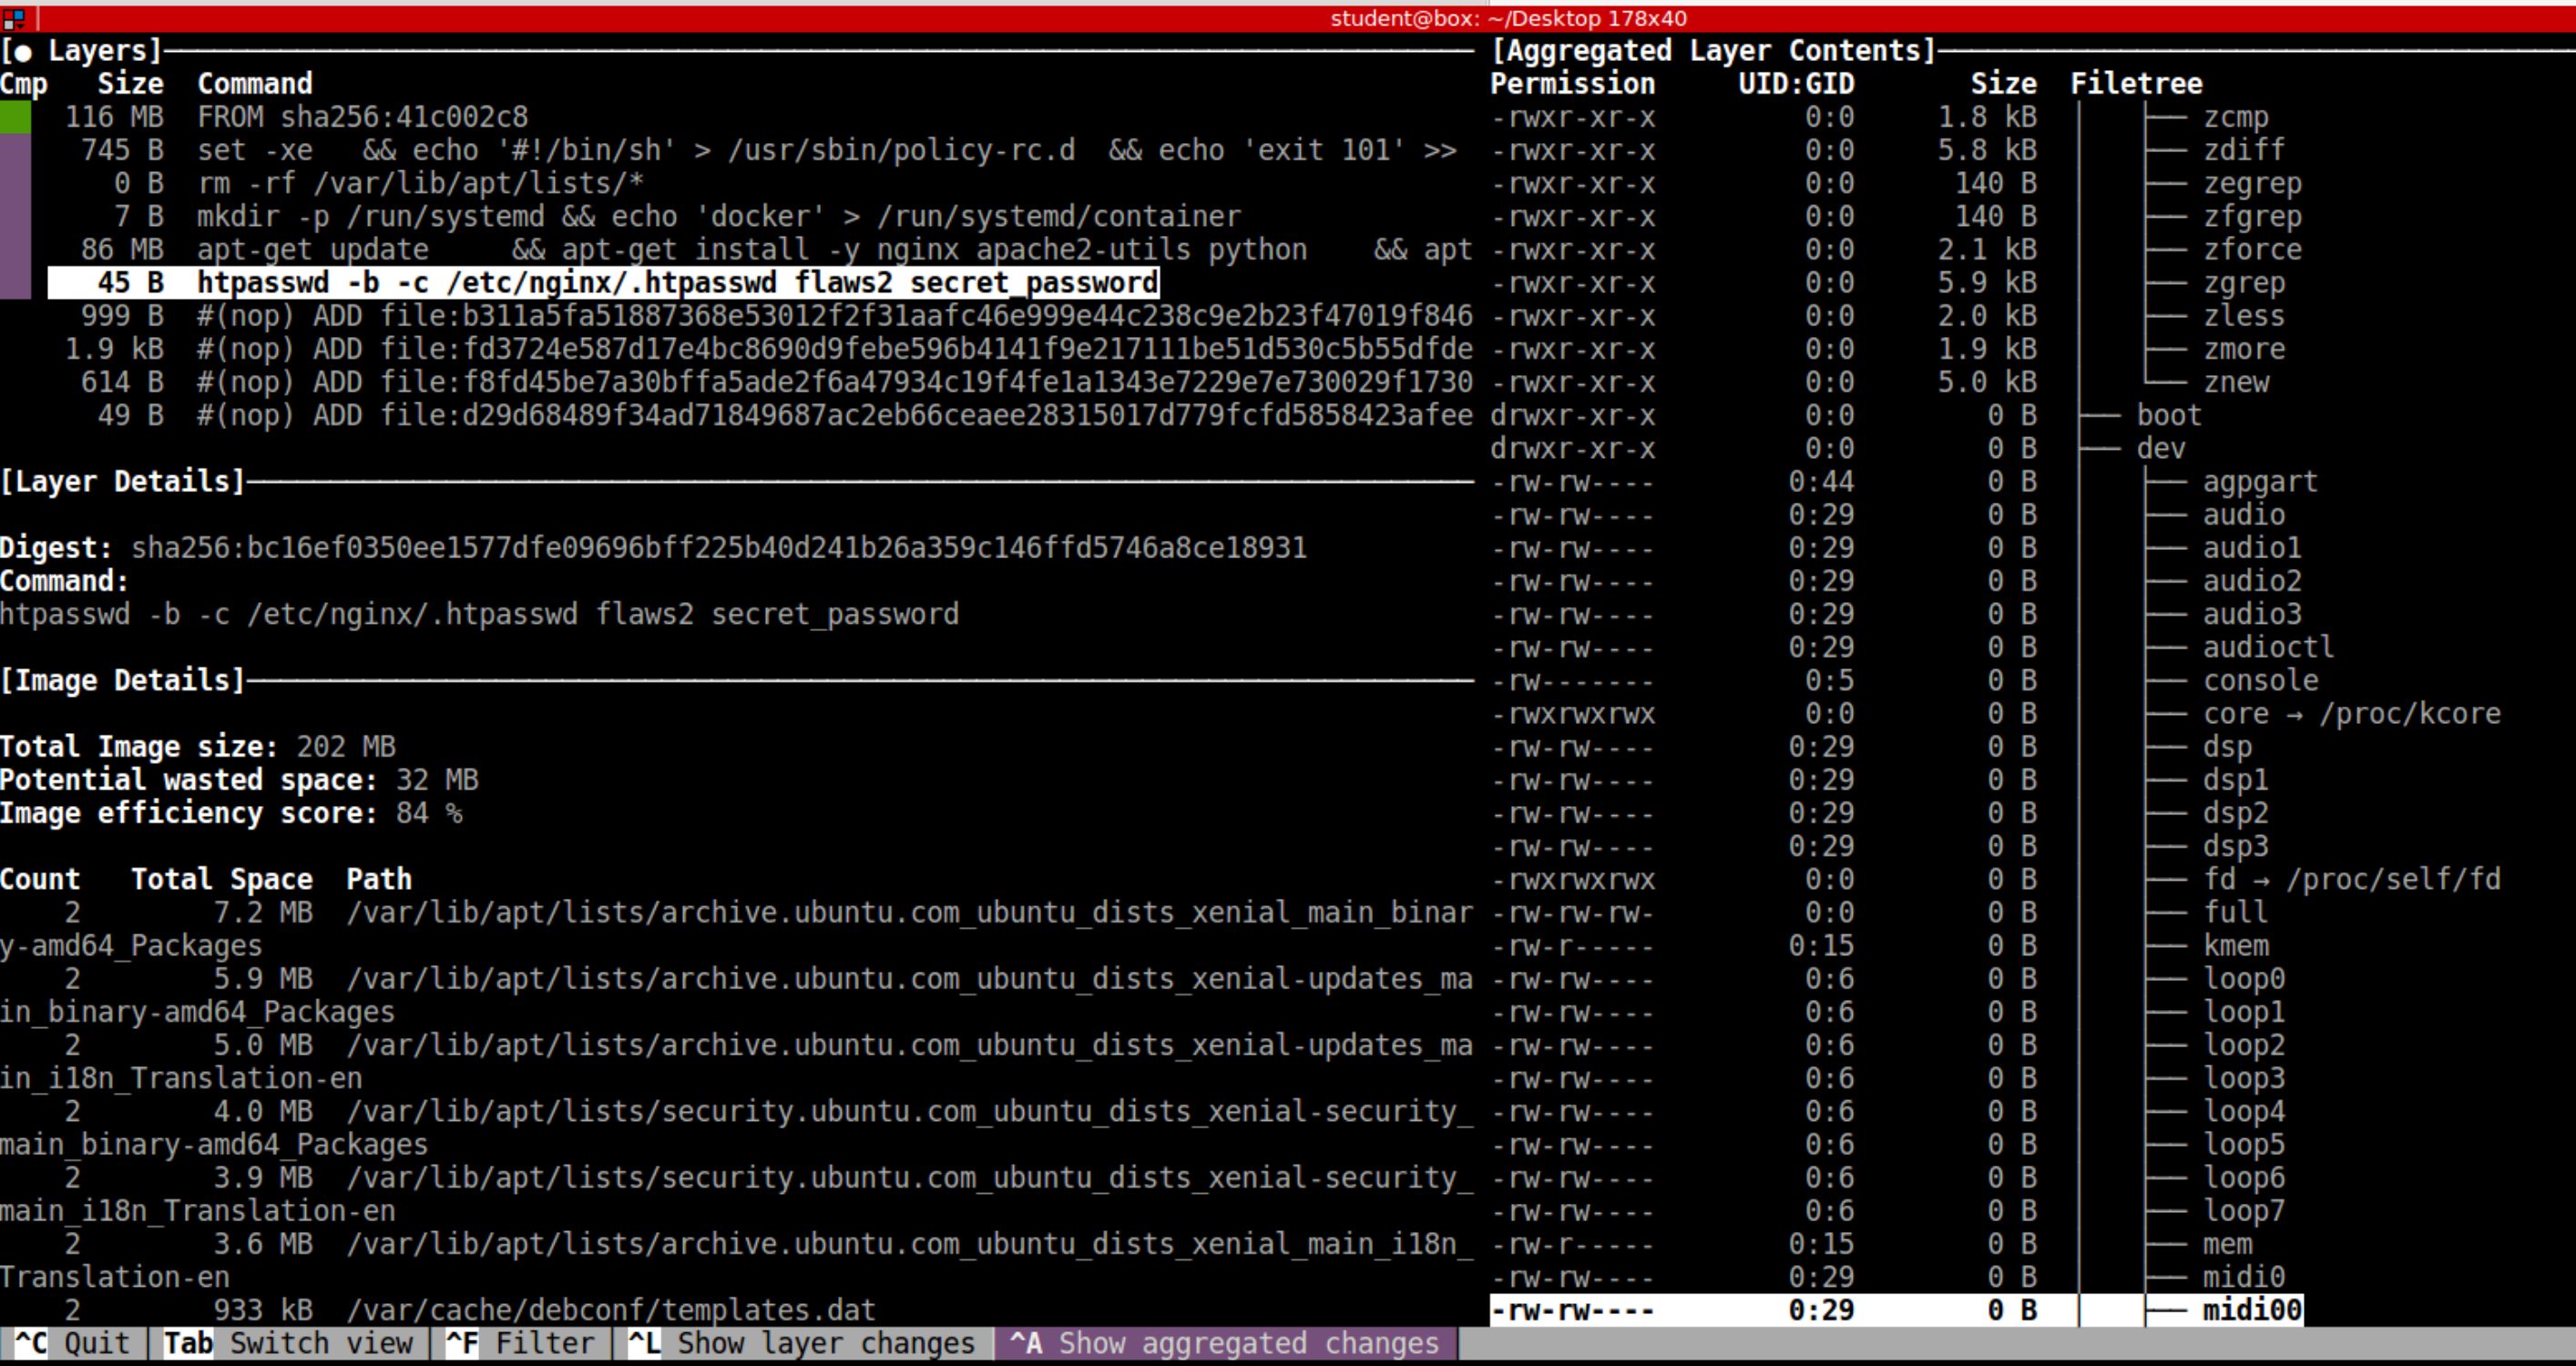 student@box: ~/Desktop 178x40
[● Layers]
Cmp Size Command
116 MB FROM sha256:41c002c8
745 B set -xe && echo '#!/bin/sh' > /usr/sbin/policy-rc.d && echo 'exit 101' >>
0 B rm -rf /var/lib/apt/lists/*
7 B mkdir -p /run/systemd && echo 'docker' > /run/systemd/container
86 MB apt-get update && apt-get install -y nginx apache2-utils python && apt
45 B htpasswd -b -c /etc/nginx/.htpasswd flaws2 secret_password
999 B #(nop) ADD file:b311a5fa51887368e53012f2f31aafc46e999e44c238c9e2b23f47019f846
1.9 kB #(nop) ADD file:fd3724e587d17e4bc8690d9febe596b4141f9e217111be51d530c5b55dfde
614 B #(nop) ADD file:f8fd45be7a30bffa5ade2f6a47934c19f4fe1a1343e7229e7e730029f1730
49 B #(nop) ADD file:d29d68489f34ad71849687ac2eb66ceaee28315017d779fcfd5858423afee
[Layer Details]
Digest: sha256:bc16ef0350ee1577dfe09696bff225b40d241b26a359c146ffd5746a8ce18931
Command:
htpasswd -b -c /etc/nginx/.htpasswd flaws2 secret_password
[Image Details]
Total Image size: 202 MB
Potential wasted space: 32 MB
Image efficiency score: 84 %
Count Total Space Path
2 7.2 MB /var/lib/apt/lists/archive.ubuntu.com_ubuntu_dists_xenial_main_binar
y-amd64_Packages
2 5.9 MB /var/lib/apt/lists/archive.ubuntu.com_ubuntu_dists_xenial-updates_ma
in_binary-amd64_Packages
2 5.0 MB /var/lib/apt/lists/archive.ubuntu.com_ubuntu_dists_xenial-updates_ma
in_i18n_Translation-en
2 4.0 MB /var/lib/apt/lists/security.ubuntu.com_ubuntu_dists_xenial-security_
main_binary-amd64_Packages
2 3.9 MB /var/lib/apt/lists/security.ubuntu.com_ubuntu_dists_xenial-security_
main_i18n_Translation-en
2 3.6 MB /var/lib/apt/lists/archive.ubuntu.com_ubuntu_dists_xenial_main_i18n_
Translation-en
2 933 kB /var/cache/debconf/templates.dat
[Aggregated Layer Contents]
Permission UID:GID Size Filetree
-rwxr-xr-x 0:0 1.8 kB │ ├── zcmp
-rwxr-xr-x 0:0 5.8 kB │ ├── zdiff
-rwxr-xr-x 0:0 140 B │ ├── zegrep
-rwxr-xr-x 0:0 140 B │ ├── zfgrep
-rwxr-xr-x 0:0 2.1 kB │ ├── zforce
-rwxr-xr-x 0:0 5.9 kB │ ├── zgrep
-rwxr-xr-x 0:0 2.0 kB │ ├── zless
-rwxr-xr-x 0:0 1.9 kB │ ├── zmore
-rwxr-xr-x 0:0 5.0 kB │ └── znew
drwxr-xr-x 0:0 0 B ├── boot
drwxr-xr-x 0:0 0 B ├── dev
-rw-rw---- 0:44 0 B │ ├── agpgart
-rw-rw---- 0:29 0 B │ ├── audio
-rw-rw---- 0:29 0 B │ ├── audio1
-rw-rw---- 0:29 0 B │ ├── audio2
-rw-rw---- 0:29 0 B │ ├── audio3
-rw-rw---- 0:29 0 B │ ├── audioctl
-rw------- 0:5 0 B │ ├── console
-rwxrwxrwx 0:0 0 B │ ├── core → /proc/kcore
-rw-rw---- 0:29 0 B │ ├── dsp
-rw-rw---- 0:29 0 B │ ├── dsp1
-rw-rw---- 0:29 0 B │ ├── dsp2
-rw-rw---- 0:29 0 B │ ├── dsp3
-rwxrwxrwx 0:0 0 B │ ├── fd → /proc/self/fd
-rw-rw-rw- 0:0 0 B │ ├── full
-rw-r----- 0:15 0 B │ ├── kmem
-rw-rw---- 0:6 0 B │ ├── loop0
-rw-rw---- 0:6 0 B │ ├── loop1
-rw-rw---- 0:6 0 B │ ├── loop2
-rw-rw---- 0:6 0 B │ ├── loop3
-rw-rw---- 0:6 0 B │ ├── loop4
-rw-rw---- 0:6 0 B │ ├── loop5
-rw-rw---- 0:6 0 B │ ├── loop6
-rw-rw---- 0:6 0 B │ ├── loop7
-rw-r----- 0:15 0 B │ ├── mem
-rw-rw---- 0:29 0 B │ ├── midi0
-rw-rw---- 0:29 0 B │ ├── midi00
^C Quit | Tab Switch view | ^F Filter | ^L Show layer changes | ^A Show aggregated changes |